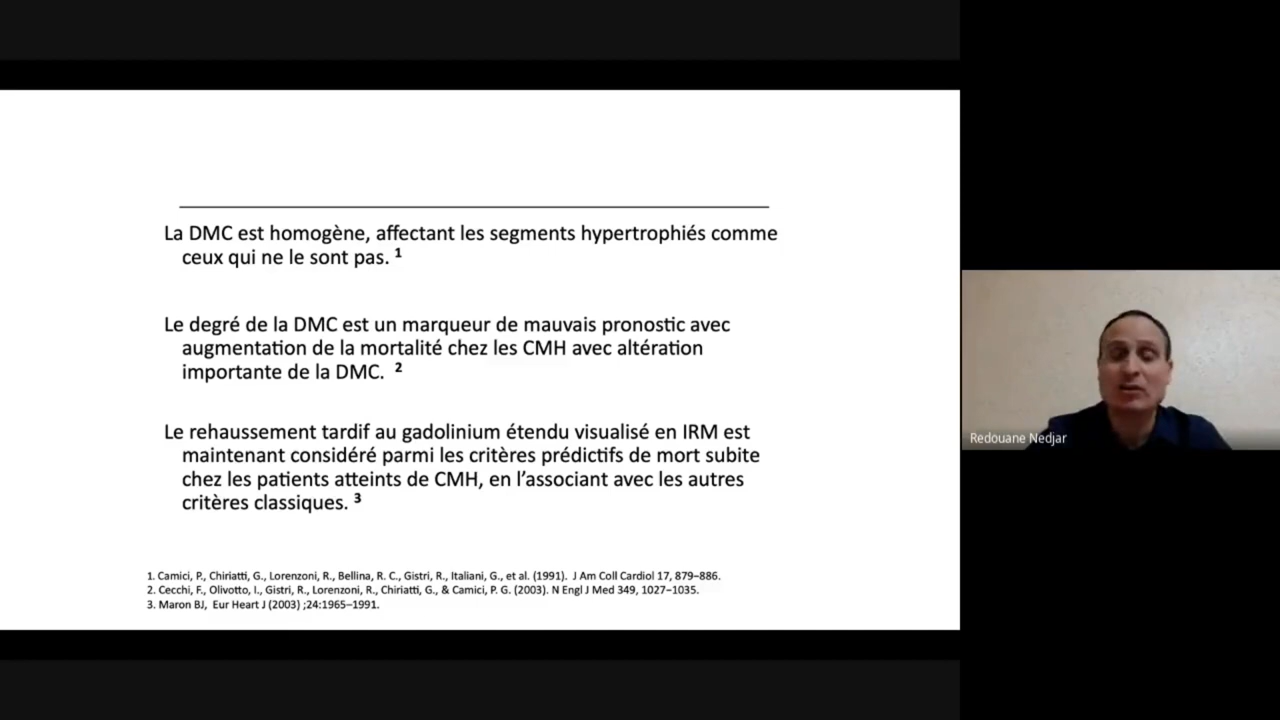 La DMC est homogène, affectant les segments hypertrophiés comme
ceux qui ne le sont pas. 1
Le degré de la DMC est un marqueur de mauvais pronostic avec
augmentation de la mortalité chez les CMH avec altération
importante de la DMC. 2
Le rehaussement tardif au gadolinium étendu visualisé en IRM est
maintenant considéré parmi les critères prédictifs de mort subite
chez les patients atteints de CMH, en l’associant avec les autres
critères classiques. 3
1. Camici, P., Chiriatti, G., Lorenzoni, R., Bellina, R. C., Gistri, R., Italiani, G., et al. (1991). J Am Coll Cardiol 17, 879–886.
2. Cecchi, F., Olivotto, I., Gistri, R., Lorenzoni, R., Chiriatti, G., & Camici, P. G. (2003). N Engl J Med 349, 1027–1035.
3. Maron BJ, Eur Heart J (2003) ;24:1965–1991.
Redouane Nedjar